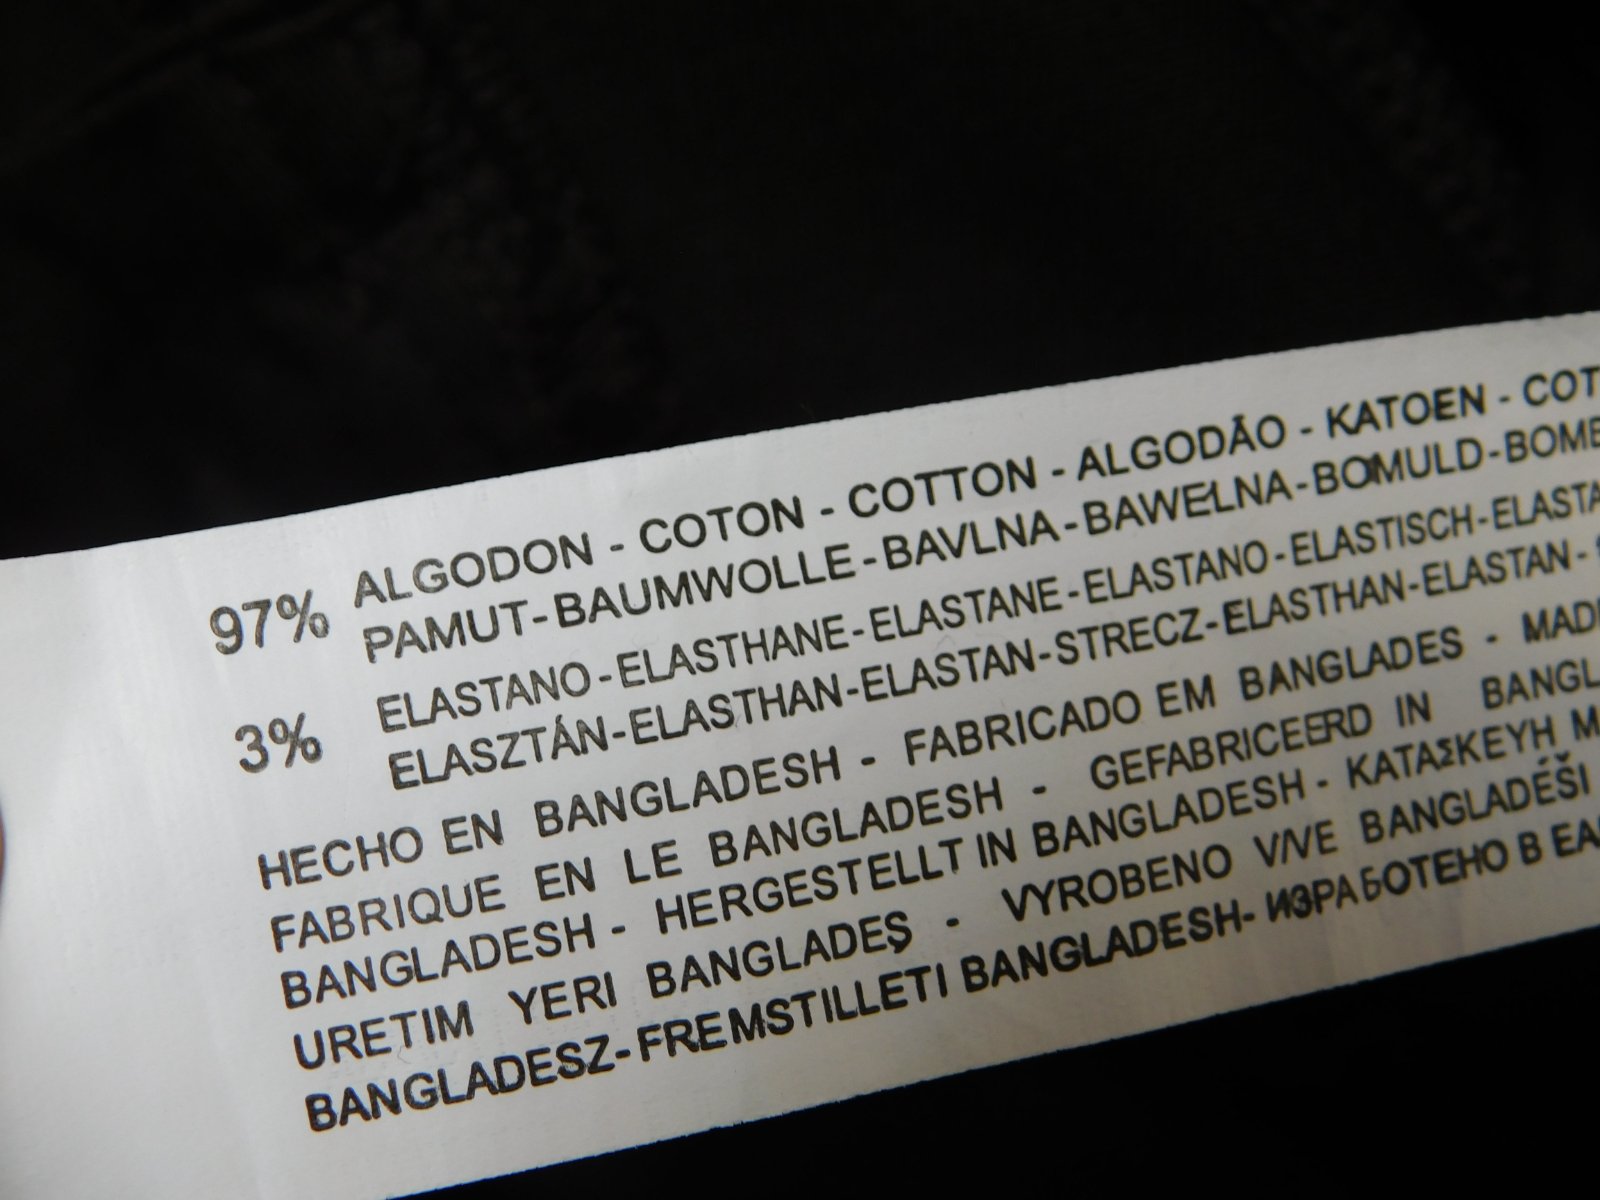 97% ALGODON - COTON - COTTON - ALGODÃO - KATOEN - COT
PAMUT-BAUMWOLLE-BAVLNA-BAWEŁNA-BOMULD-BOME
3% ELASTANO-ELASTHANE-ELASTANE-ELASTANO-ELASTISCH-ELASTA
ELASZTÁN-ELASTHAN-ELASTAN-STRECZ-ELASTHAN-ELASTAN-
HECHO EN BANGLADESH - FABRICADO EM BANGLADES - MAD
FABRIQUE EN LE BANGLADESH - GEFABRICEERD IN BANGL
BANGLADESH - HERGESTELLT IN BANGLADESH - ΚΑΤΑΣΚΕΥΗ
URETIM YERI BANGLADEŞ - VYROBENO V/VE BANGLADÉŠI
BANGLADESZ-FREMSTILLETI BANGLADESH-ИЗРАБОТЕНО В БА